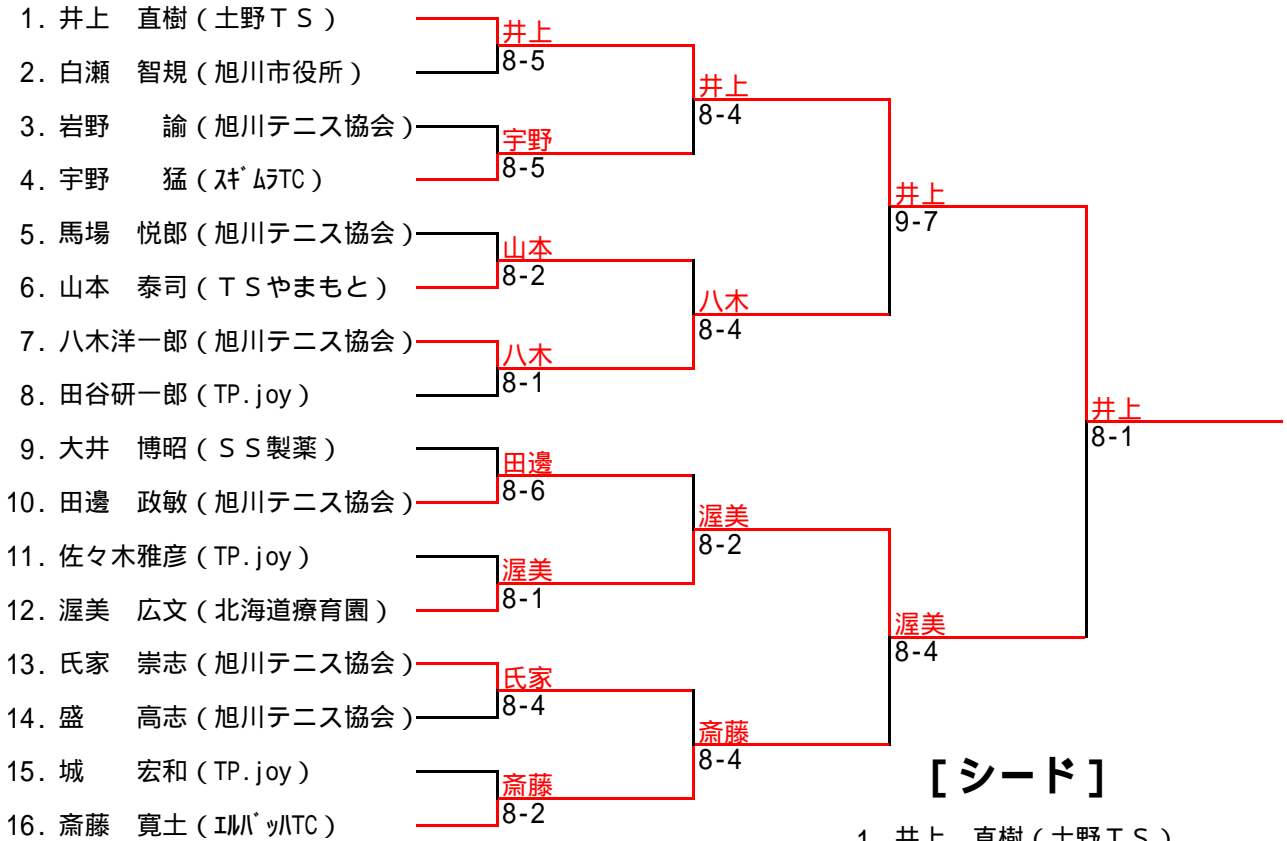 1. 井上　直樹（土野ＴＳ）
2. 白瀬　智規（旭川市役所）
3. 岩野　　諭（旭川テニス協会）
4. 宇野　　猛（ｽｷﾞﾑﾗTC）
5. 馬場　悦郎（旭川テニス協会）
6. 山本　泰司（ＴＳやまもと）
7. 八木洋一郎（旭川テニス協会）
8. 田谷研一郎（TP.joy）
9. 大井　博昭（ＳＳ製薬）
10. 田邊　政敏（旭川テニス協会）
11. 佐々木雅彦（TP.joy）
12. 渥美　広文（北海道療育園）
13. 氏家　崇志（旭川テニス協会）
14. 盛　　高志（旭川テニス協会）
15. 城　　宏和（TP.joy）
16. 斎藤　寛土（ｴﾙﾊﾞｯﾊTC）
井上
8-5
宇野
8-5
山本
8-2
八木
8-1
田邊
8-6
渥美
8-1
氏家
8-4
斎藤
8-2
井上
8-4
八木
8-4
渥美
8-2
斎藤
8-4
井上
9-7
渥美
8-4
井上
8-1
[シード]
1. 井上　直樹（土野ＴＳ）